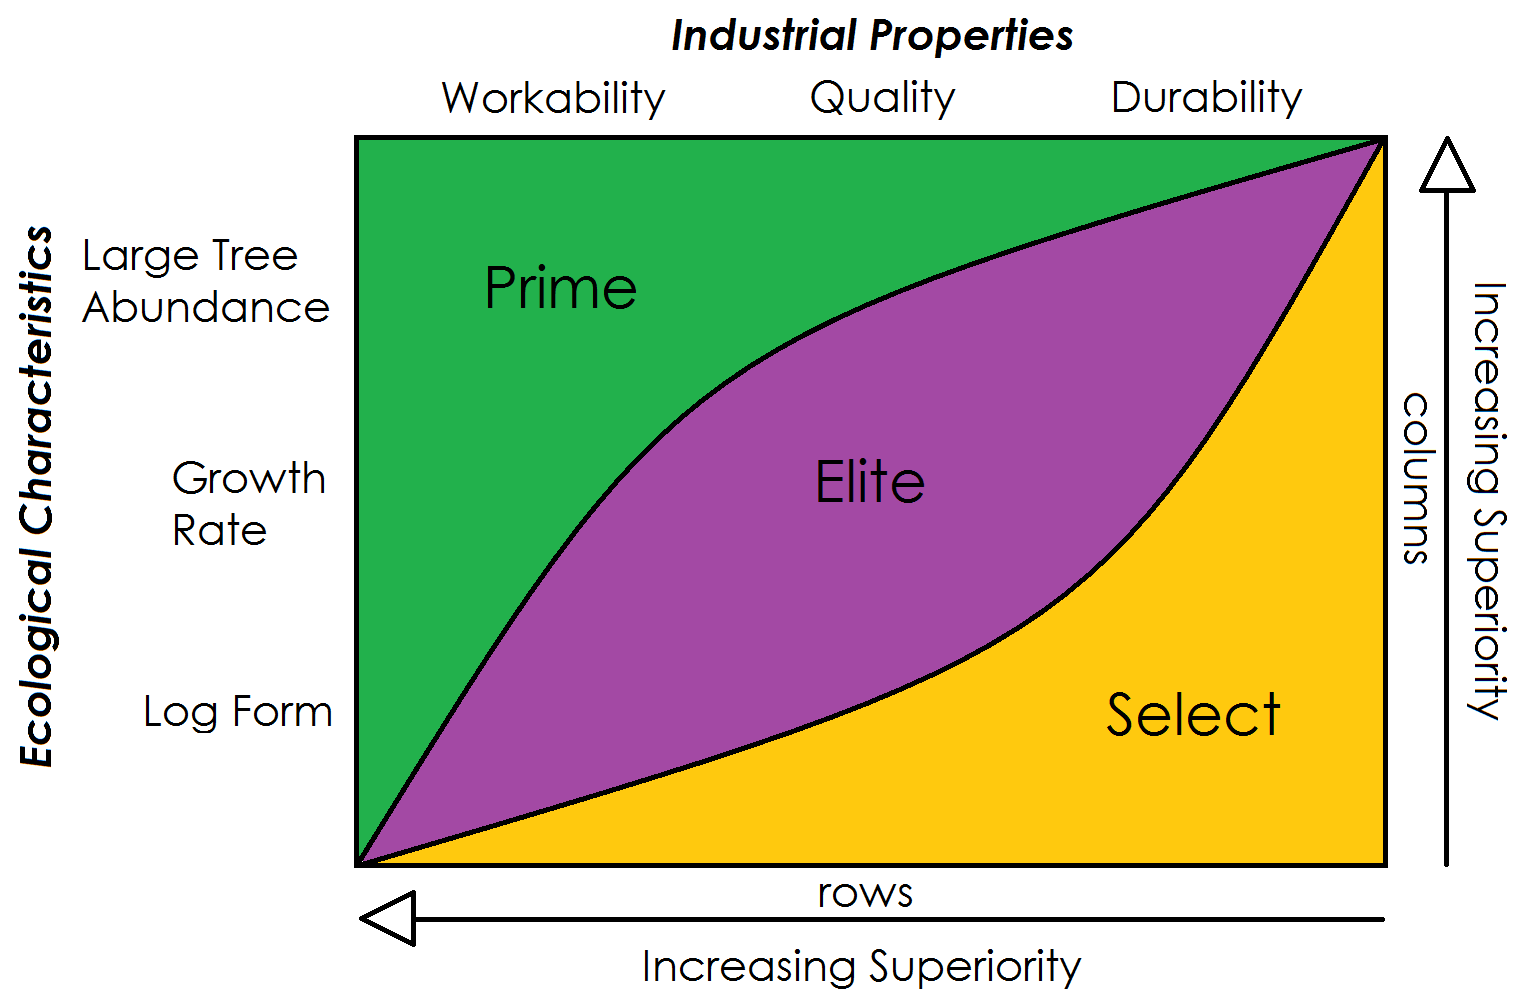 Industrial Properties
Workability
Quality
Durability
Ecological Characteristics
Large Tree
Abundance
Growth
Rate
Log Form
Prime
Elite
Select
columns
Increasing Superiority
rows
Increasing Superiority